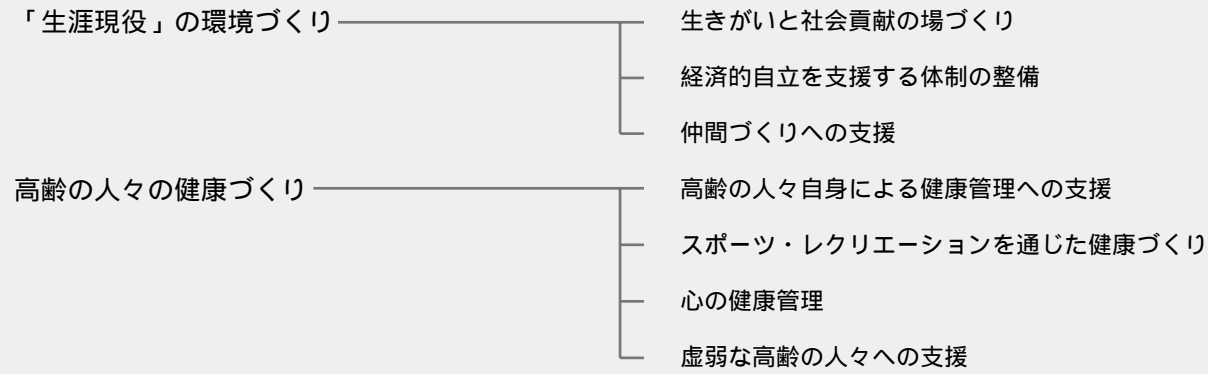 「生涯現役」の環境づくり
生きがいと社会貢献の場づくり
経済的自立を支援する体制の整備
仲間づくりへの支援
高齢の人々の健康づくり
高齢の人々自身による健康管理への支援
スポーツ・レクリエーションを通じた健康づくり
心の健康管理
虚弱な高齢の人々への支援